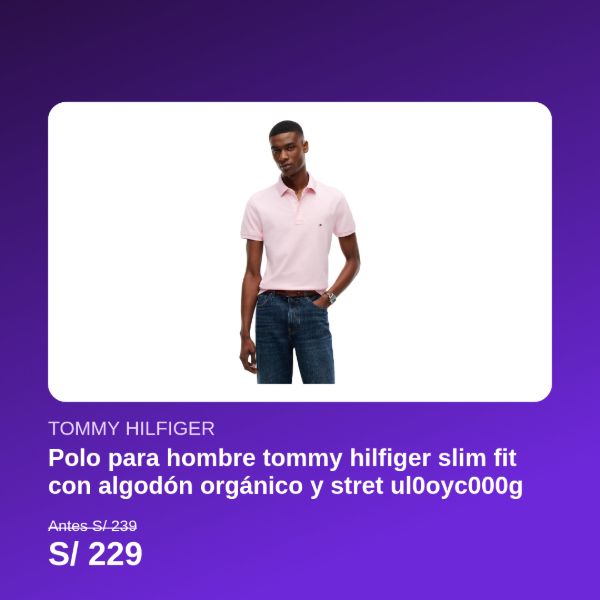 TOMMY HILFIGER
Polo para hombre tommy hilfiger slim fit
con algodón orgánico y stret ul0oyc000g
Antes S/ 239
S/ 229